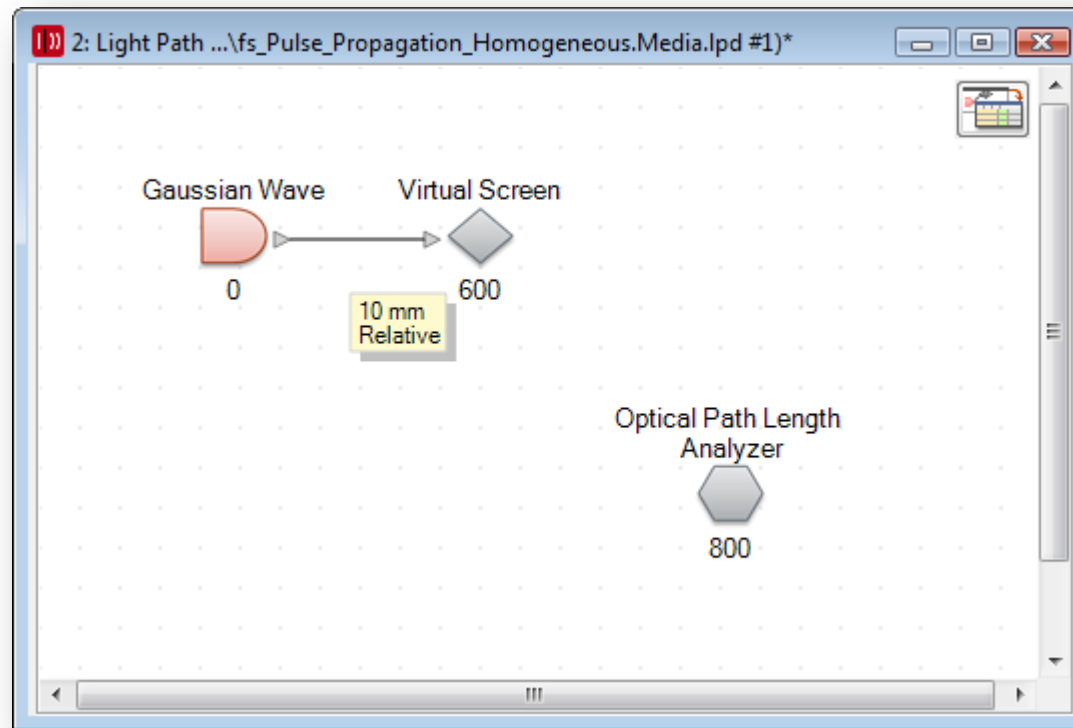 2: Light Path ...\fs_Pulse_Propagation_Homogeneous.Media.lpd #1)*
Gaussian Wave
Virtual Screen
0
600
10 mm
Relative
Optical Path Length
Analyzer
800